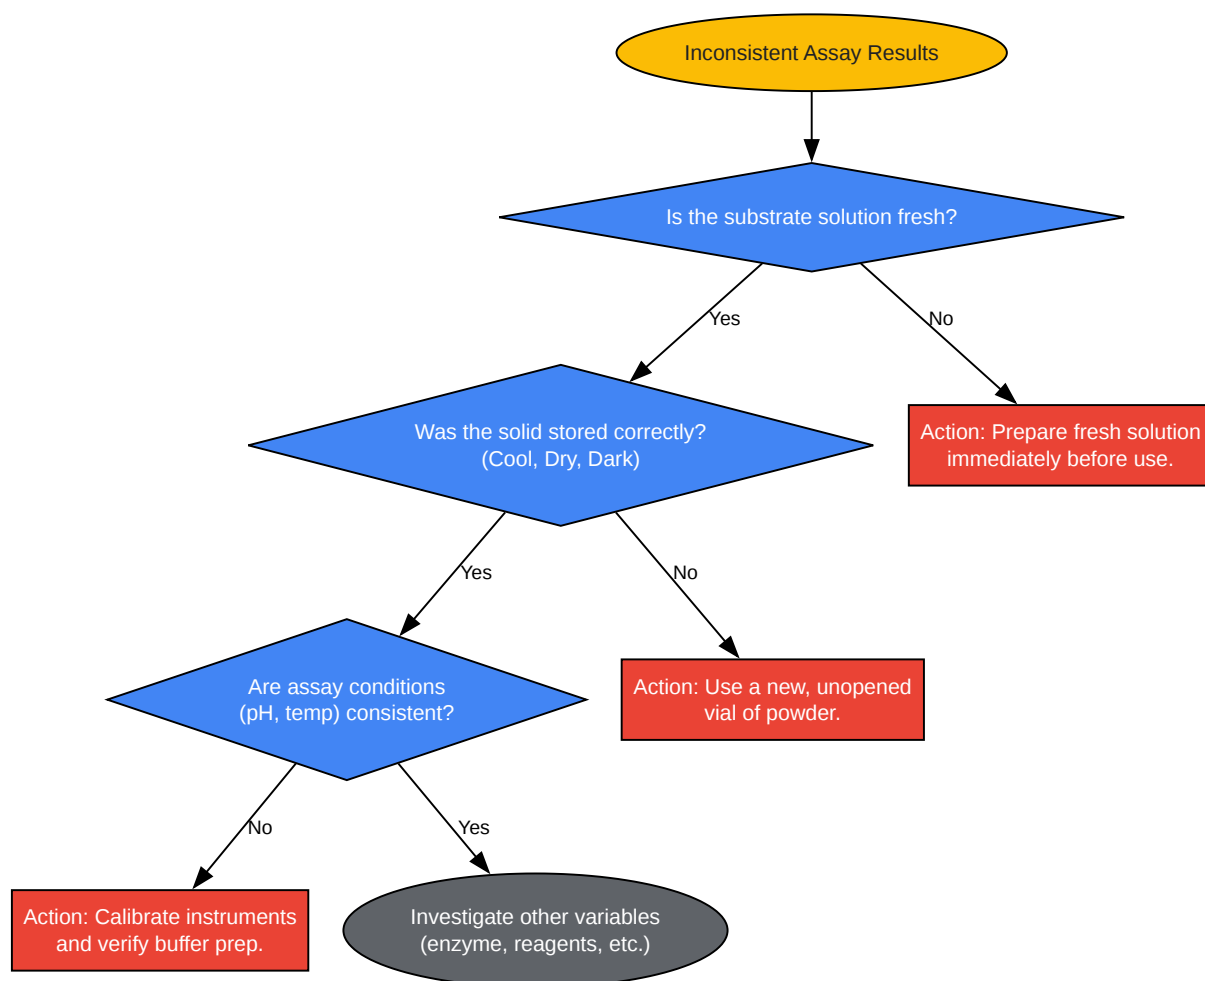 Inconsistent Assay Results
Is the substrate solution fresh?
Yes
No
Was the solid stored correctly?
(Cool, Dry, Dark)
Action: Prepare fresh solution
immediately before use.
Yes
No
Are assay conditions
(pH, temp) consistent?
Action: Use a new, unopened
vial of powder.
No
Yes
Action: Calibrate instruments
and verify buffer prep.
Investigate other variables
(enzyme, reagents, etc.)